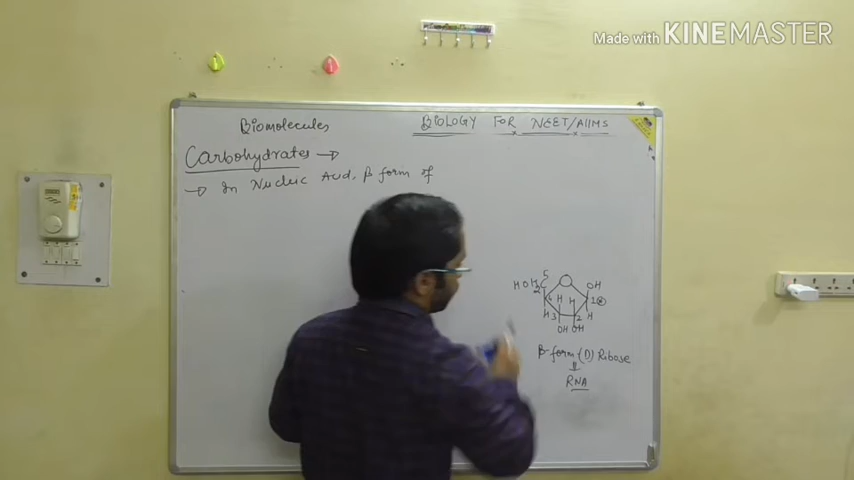 Made with KINEMASTER
Biomolecules
BIOLOGY FOR NEET/AIIMS
Carbohydrates →
→ In Nucleic Acid, β form of
5
HOH2C
OH
4 H H 1
H 3 2 H
OH OH
β-form (D) Ribose
RNA